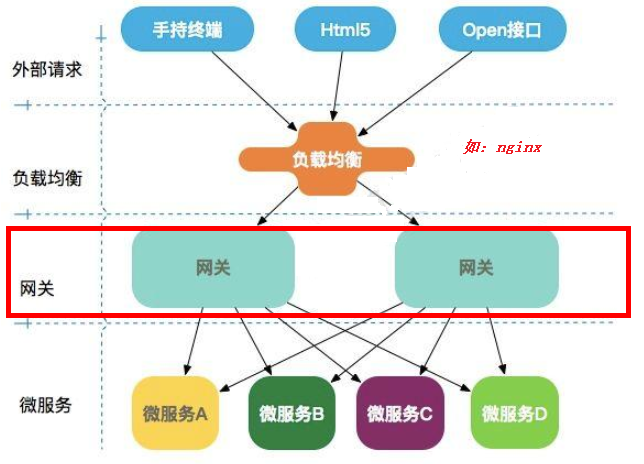 手持终端
Html5
Open接口
外部请求
如：nginx
负载均衡
负载均衡
网关
网关
网关
微服务
微服务A
微服务B
微服务C
微服务D